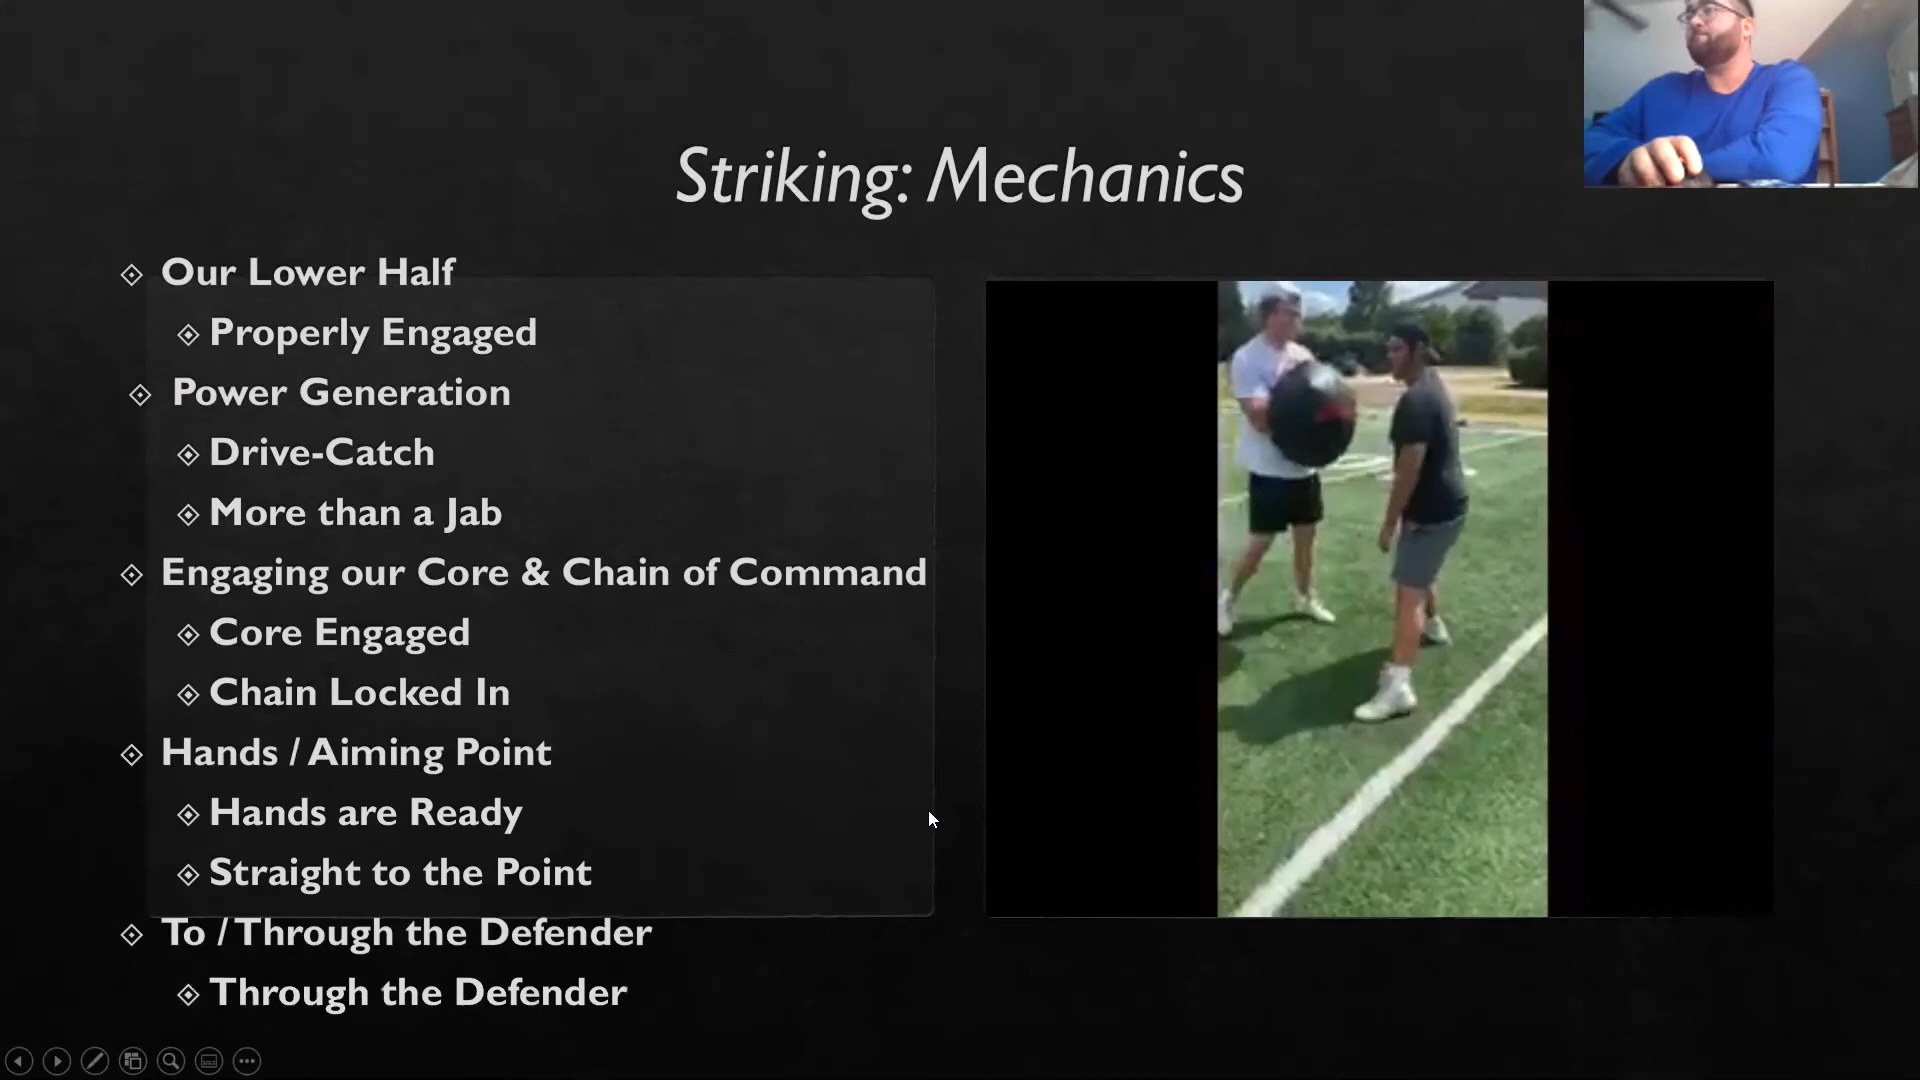 Striking: Mechanics
Our Lower Half
Properly Engaged
Power Generation
Drive-Catch
More than a Jab
Engaging our Core & Chain of Command
Core Engaged
Chain Locked In
Hands / Aiming Point
Hands are Ready
Straight to the Point
To / Through the Defender
Through the Defender